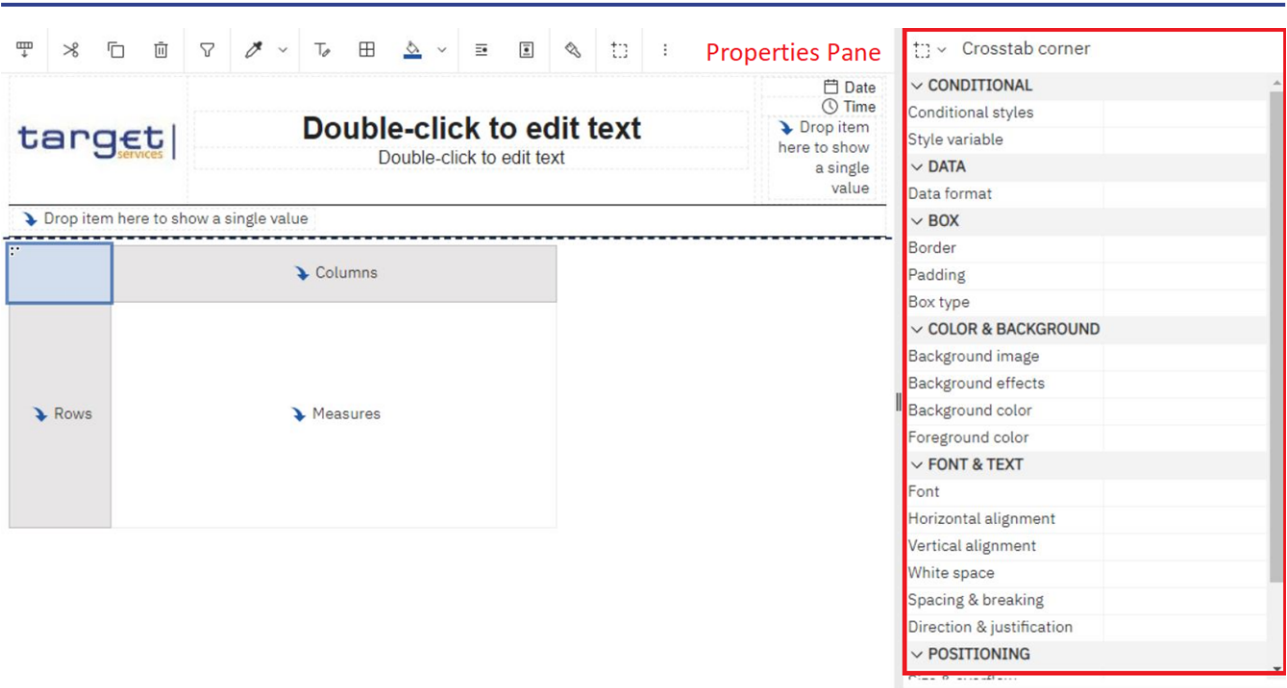 Properties Pane
Crosstab corner
target
services
Double-click to edit text
Double-click to edit text
Date
Time
Drop item
here to show
a single
value
Drop item here to show a single value
Columns
Rows
Measures
CONDITIONAL
Conditional styles
Style variable
DATA
Data format
BOX
Border
Padding
Box type
COLOR & BACKGROUND
Background image
Background effects
Background color
Foreground color
FONT & TEXT
Font
Horizontal alignment
Vertical alignment
White space
Spacing & breaking
Direction & justification
POSITIONING
Size & overflow